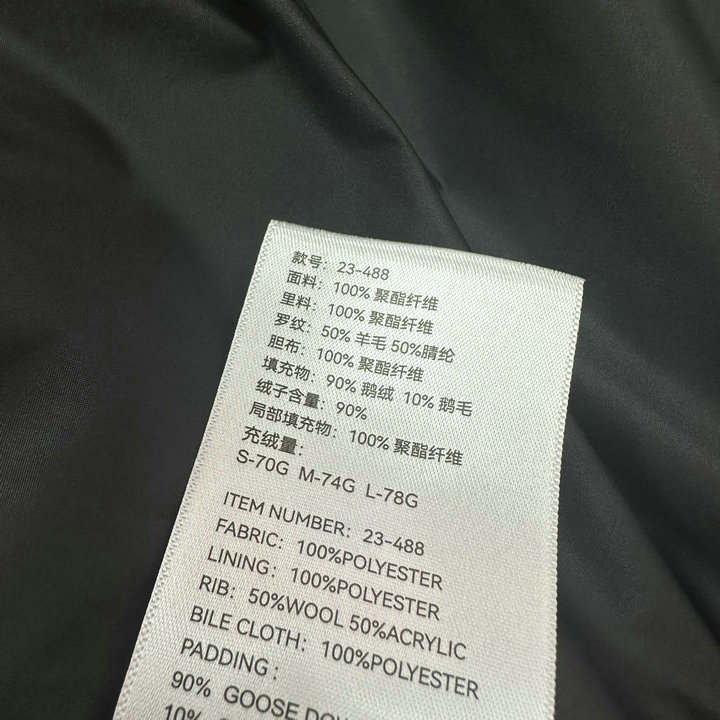 款号：23-488
面料：100% 聚酯纤维
里料：100% 聚酯纤维
罗纹：50% 羊毛 50%腈纶
胆布：100% 聚酯纤维
填充物：90% 鹅绒 10% 鹅毛
绒子含量：90%
局部填充物：100% 聚酯纤维
充绒量：
S-70G M-74G L-78G
ITEM NUMBER：23-488
FABRIC：100%POLYESTER
LINING：100%POLYESTER
RIB：50%WOOL 50%ACRYLIC
BILE CLOTH：100%POLYESTER
PADDING：
90% GOOSE
10%